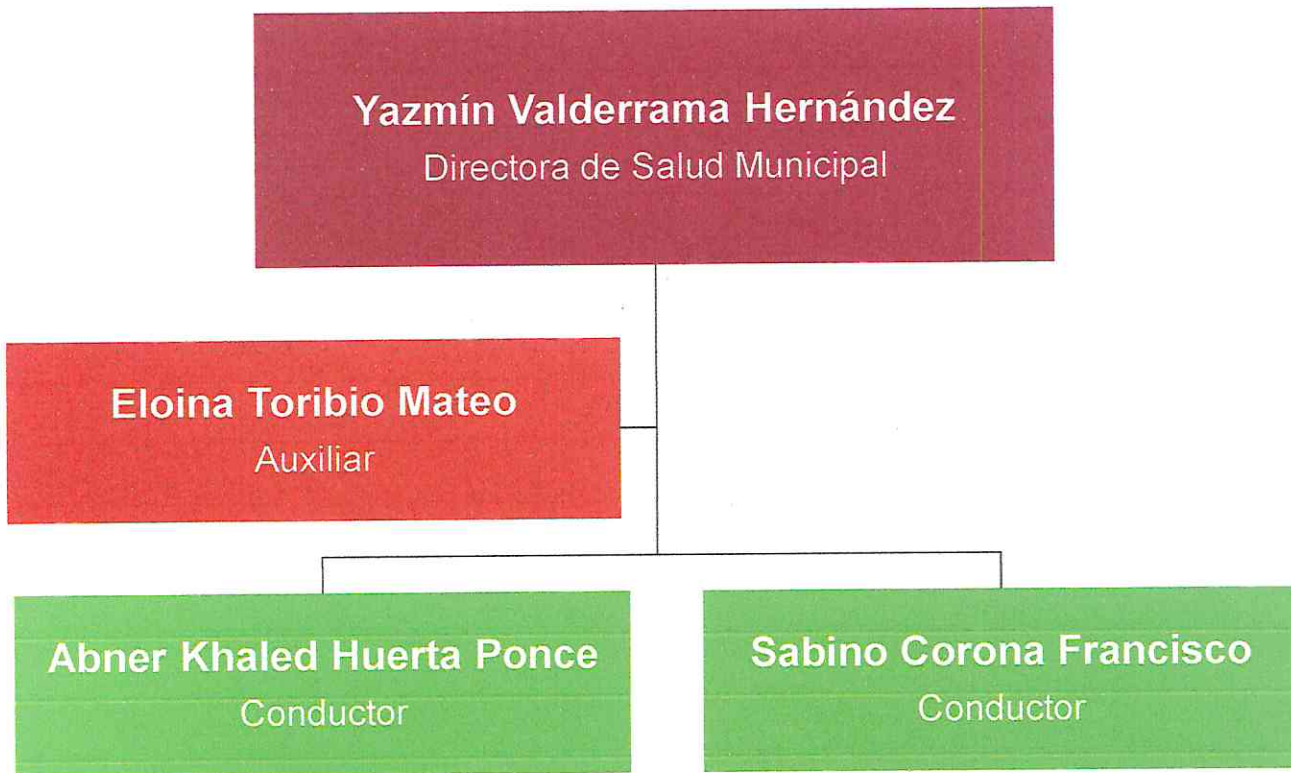 Yazmín Valderrama Hernández
Directora de Salud Municipal
Eloina Toribio Mateo
Auxiliar
Abner Khaled Huerta Ponce
Conductor
Sabino Corona Francisco
Conductor